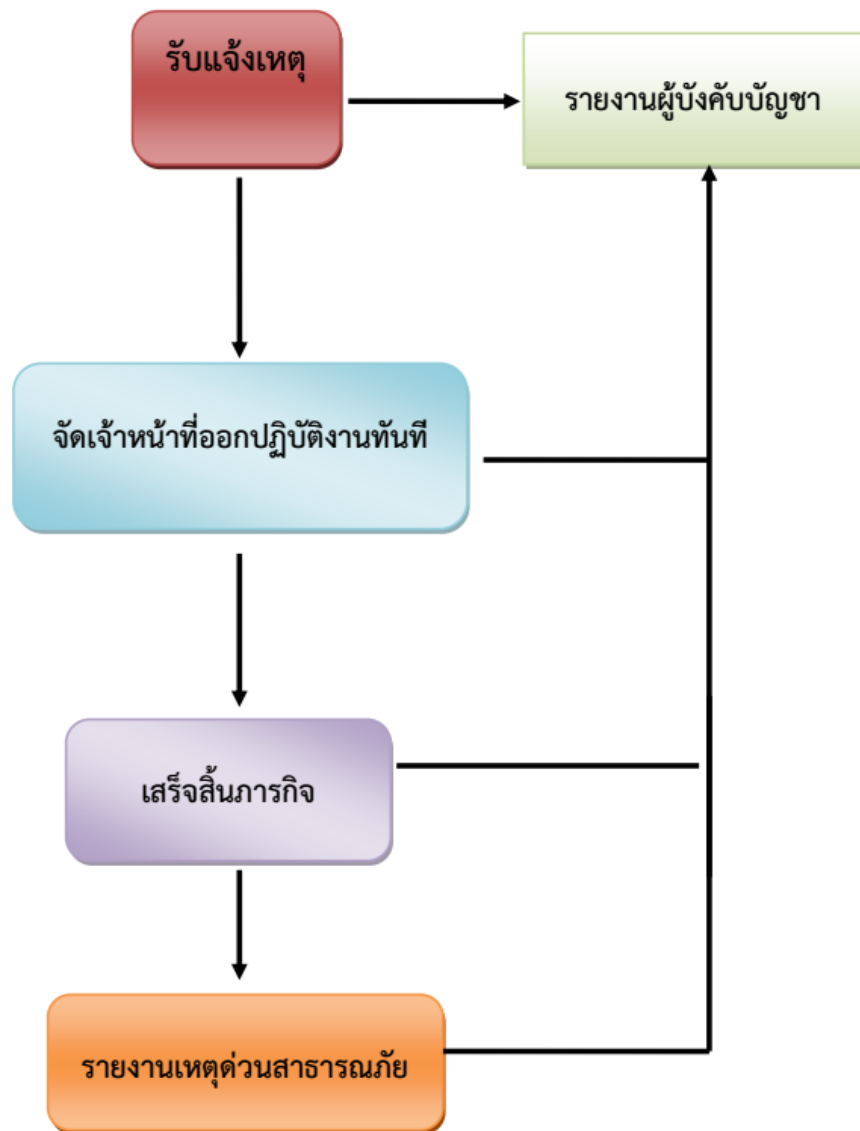 รับแจ้งเหตุ
รายงานผู้บังคับบัญชา
จัดเจ้าหน้าที่ออกปฏิบัติงานทันที
เสร็จสิ้นภารกิจ
รายงานเหตุด่วนสาธารณภัย